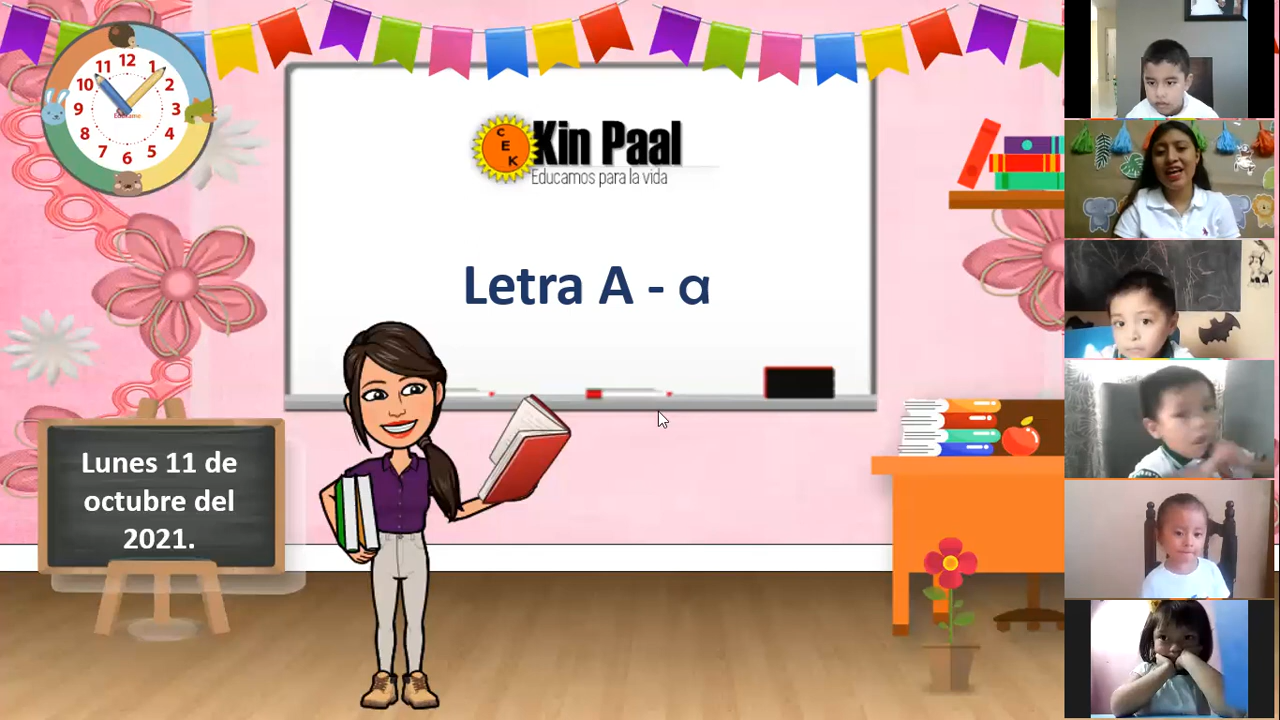 12
1
2
3
4
5
6
7
8
9
10
11
C
E
K
Kin Paal
Educamos para la vida
Letra A - a
Lunes 11 de
octubre del
2021.